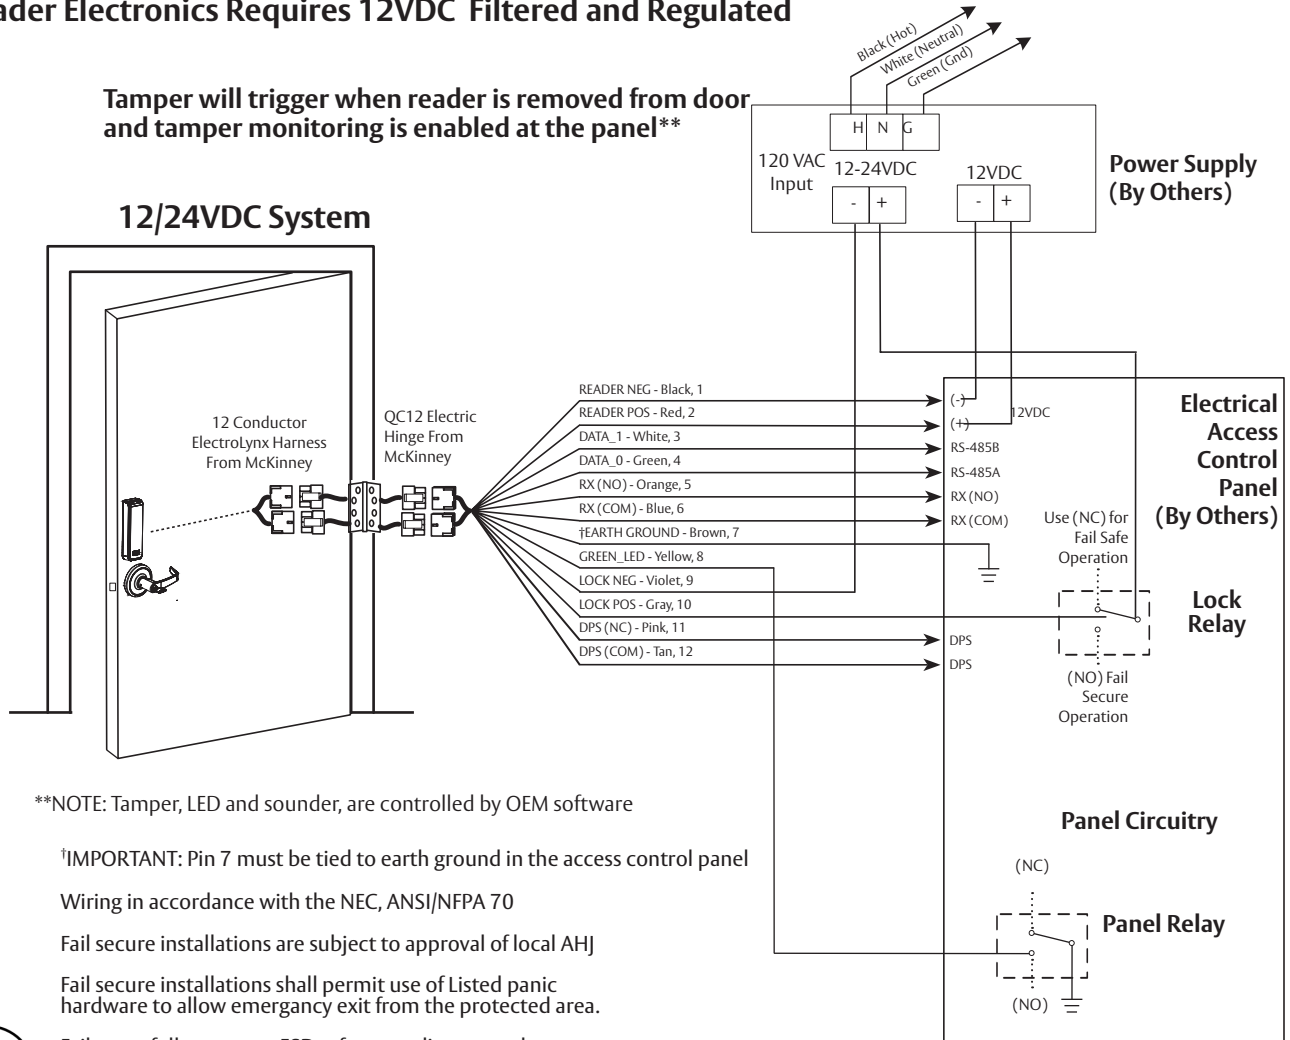 ader Electronics Requires 12VDC Filtered and Regulated
Tamper will trigger when reader is removed from door
and tamper monitoring is enabled at the panel**
Black (Hot)
White (Neutral)
Green (Gnd)
H N G
120 VAC
Input
12-24VDC
12VDC
- +
- +
Power Supply
(By Others)
12/24VDC System
12 Conductor
ElectroLynx Harness
From McKinney
QC12 Electric
Hinge From
McKinney
READER NEG - Black, 1
READER POS - Red, 2
DATA_1 - White, 3
DATA_0 - Green, 4
RX (NO) - Orange, 5
RX (COM) - Blue, 6
†EARTH GROUND - Brown, 7
GREEN_LED - Yellow, 8
LOCK NEG - Violet, 9
LOCK POS - Gray, 10
DPS (NC) - Pink, 11
DPS (COM) - Tan, 12
(-)
(+)
12VDC
RS-485B
RS-485A
RX (NO)
RX (COM)
DPS
DPS
Electrical
Access
Control
Panel
(By Others)
Use (NC) for
Fail Safe
Operation
Lock
Relay
(NO) Fail
Secure
Operation
Panel Circuitry
(NC)
Panel Relay
(NO)
**NOTE: Tamper, LED and sounder, are controlled by OEM software
†IMPORTANT: Pin 7 must be tied to earth ground in the access control panel
Wiring in accordance with the NEC, ANSI/NFPA 70
Fail secure installations are subject to approval of local AHJ
Fail secure installations shall permit use of Listed panic
hardware to allow emergancy exit from the protected area.